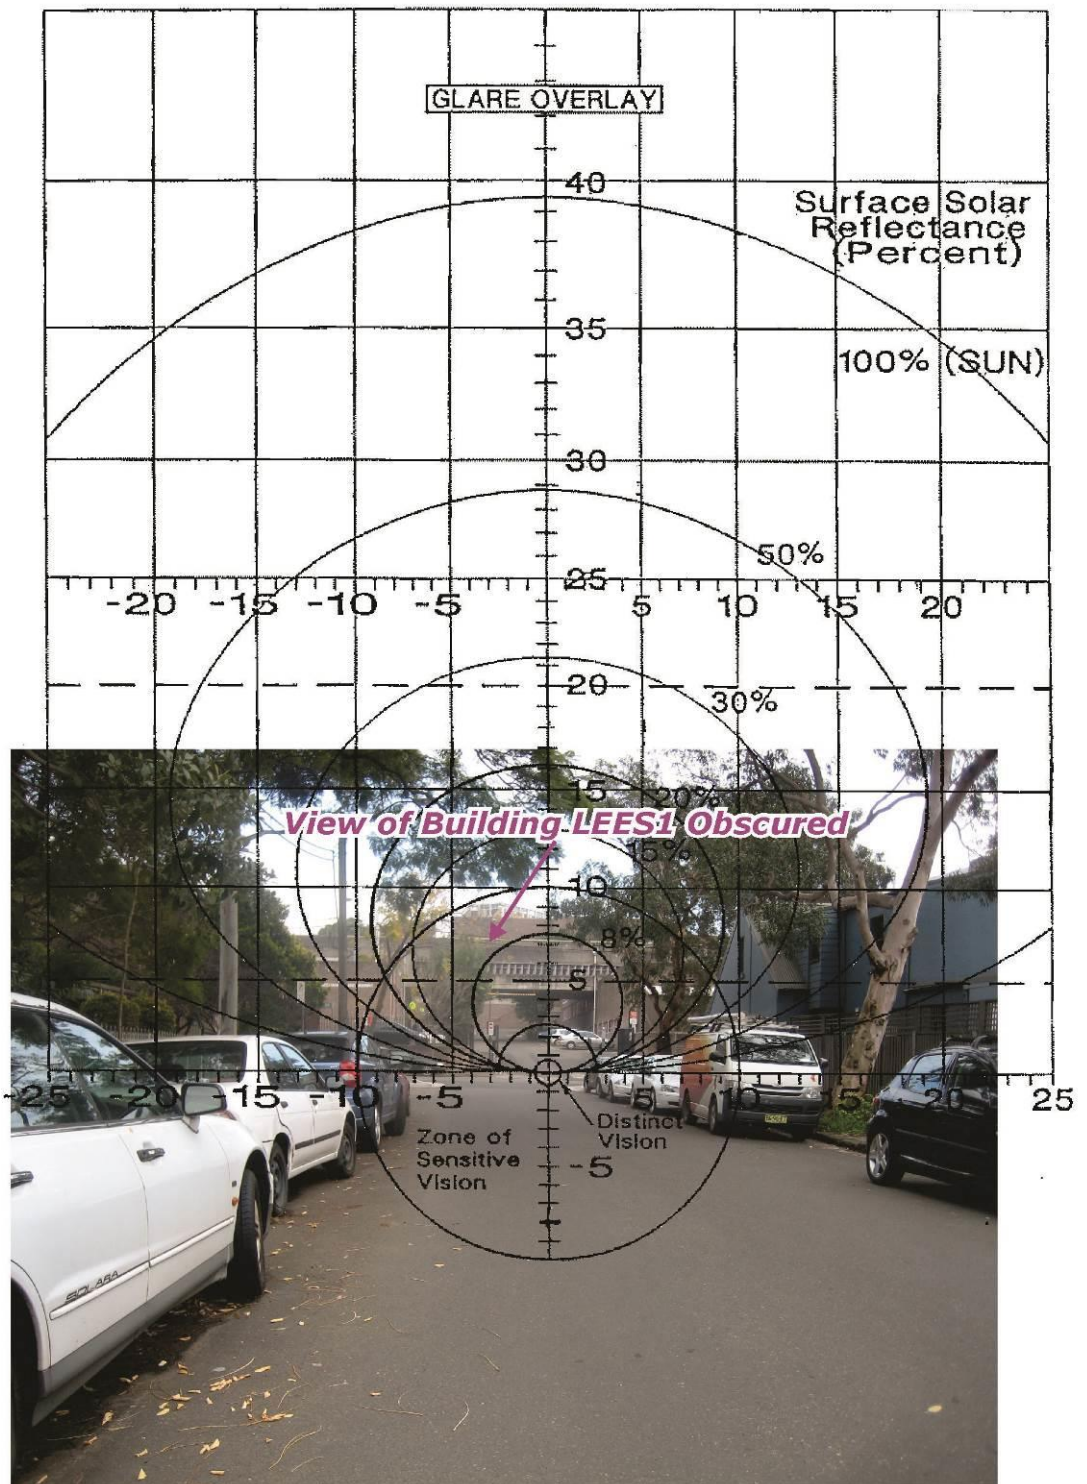 GLARE OVERLAY
40
Surface Solar
Reflectance
(Percent)
35
100% (SUN)
30
50%
25
-20 -15 -10 -5 5 10 15 20
20
30%
15 20%
View of Building LEES1 Obscured
15%
10
8%
5
-25 -20 -15 -10 -5 5 10 15 20 25
Distinct
Vision
Zone of
Sensitive
Vision
-5
SOLARA